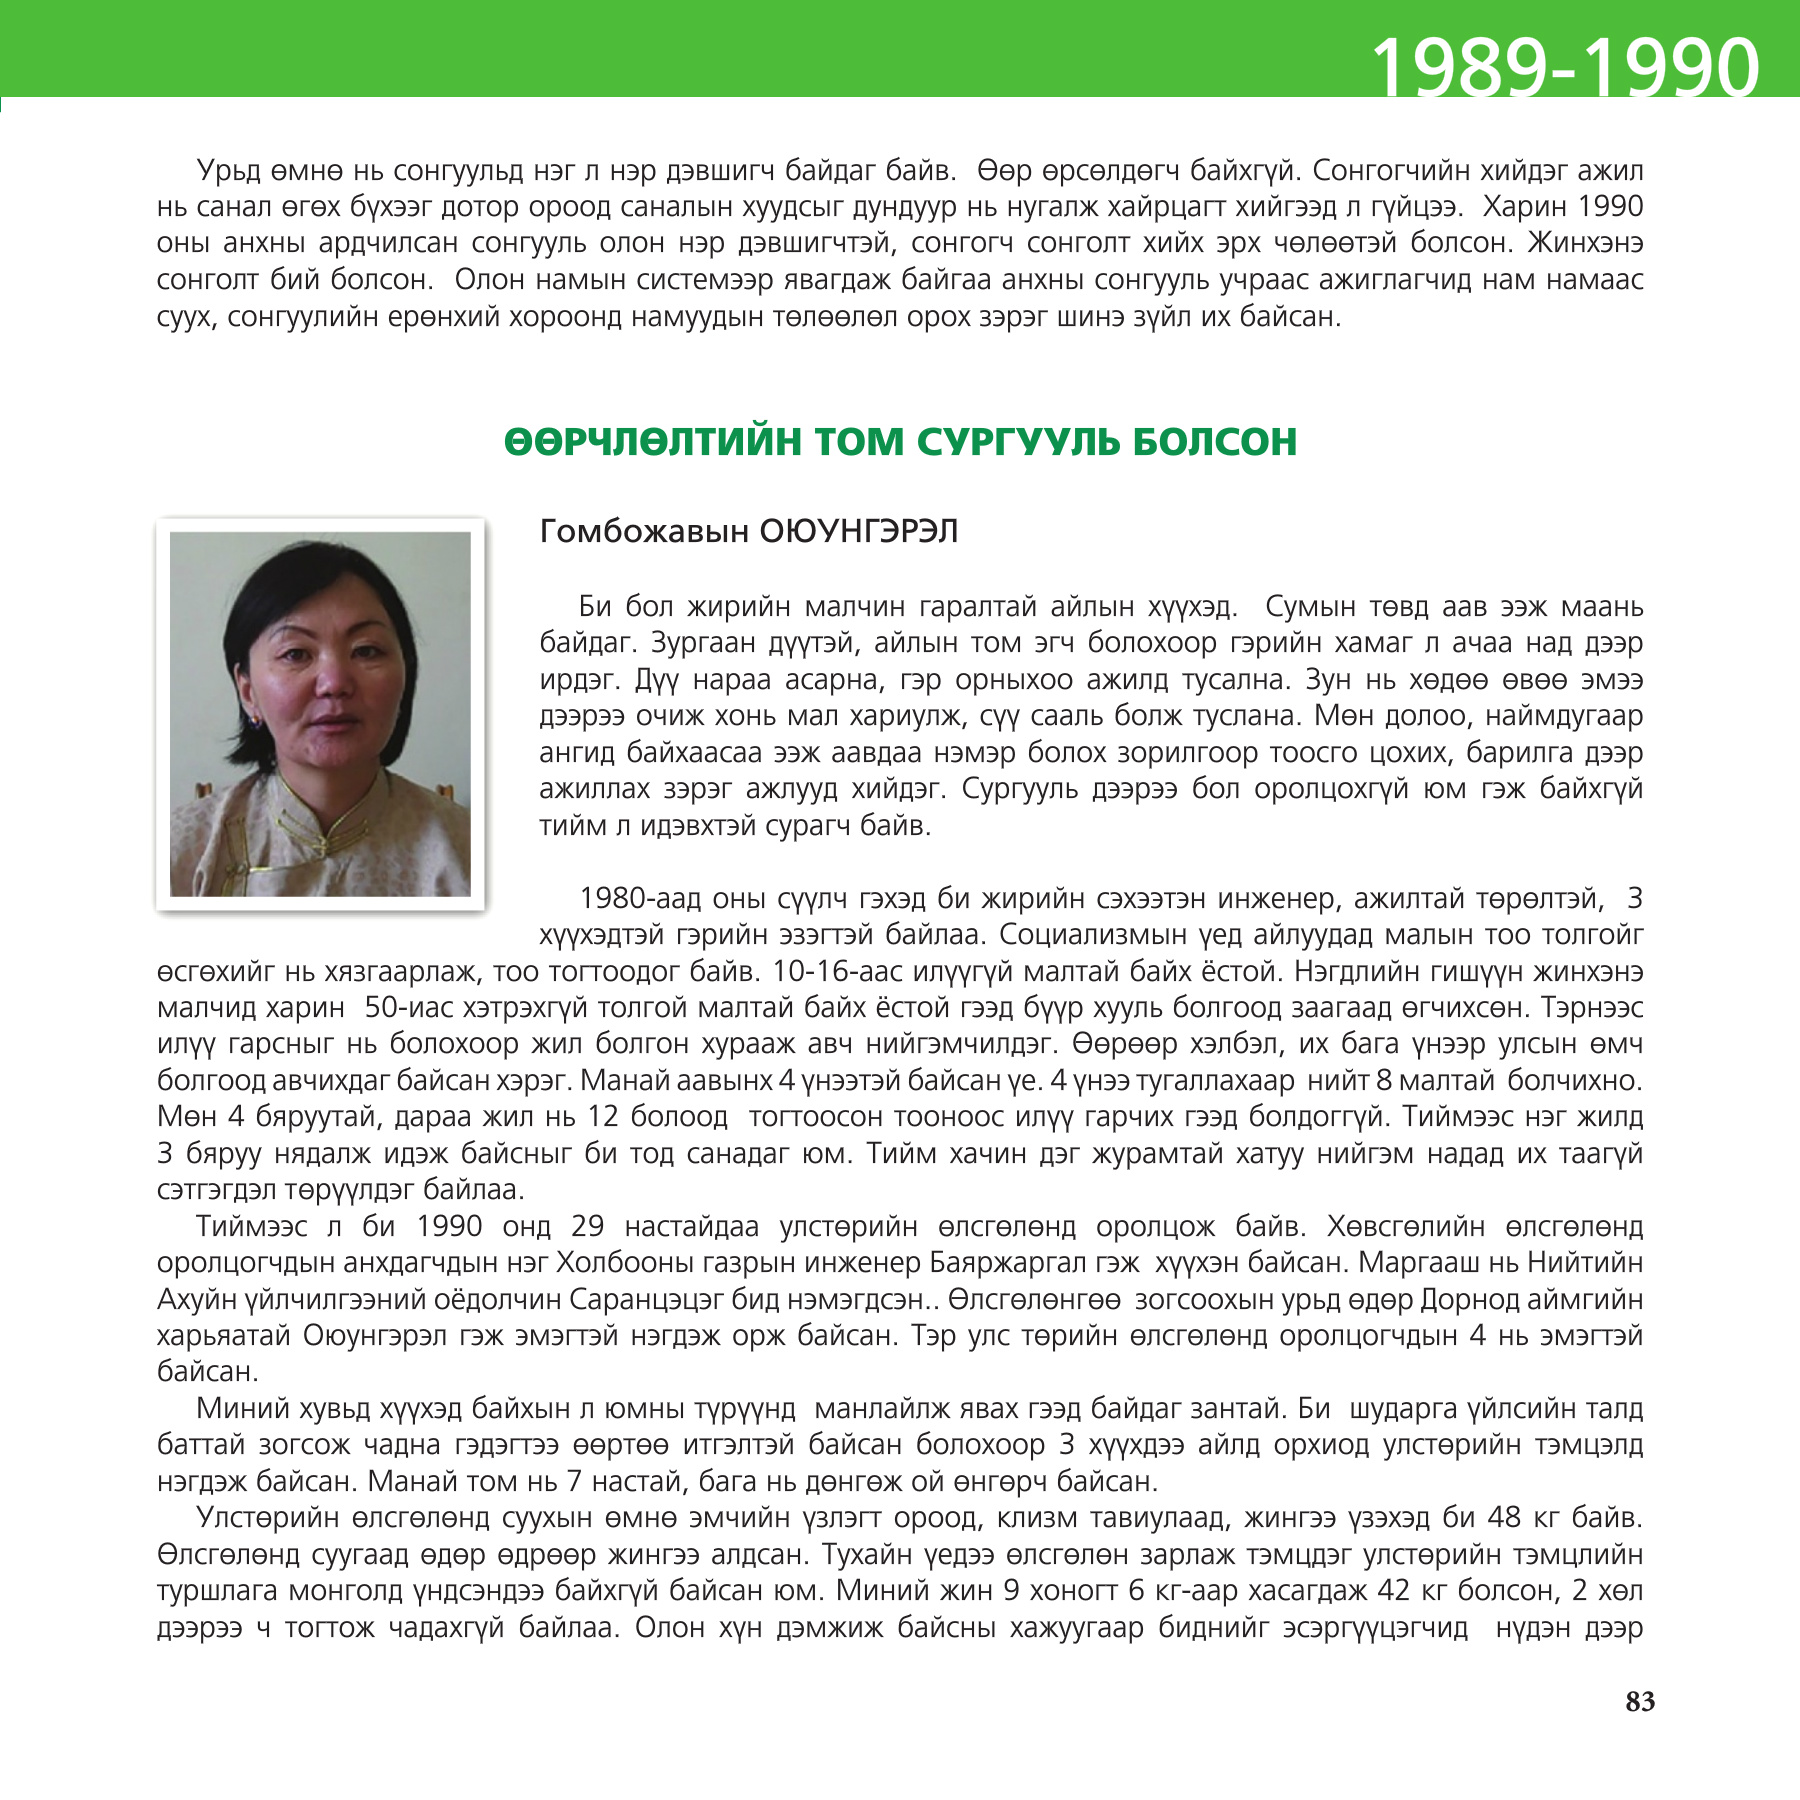 1989-1990
Урьд өмнө нь сонгуульд нэг л нэр дэвшигч байдаг байв. Өөр өрсөлдөгч байхгүй. Сонгогчийн хийдэг ажил
нь санал өгөх бүхээг дотор ороод саналын хуудсыг дундуур нь нугалж хайрцагт хийгээд л гүйцээ. Харин 1990
оны анхны ардчилсан сонгууль олон нэр дэвшигчтэй, сонгогч сонголт хийх эрх чөлөөтэй болсон. Жинхэнэ
сонголт бий болсон. Олон намын системээр явагдаж байгаа анхны сонгууль учраас ажиглагчид нам намаас
суух, сонгуулийн ерөнхий хороонд намуудын төлөөлөл орох зэрэг шинэ зүйл их байсан.
ӨӨРЧЛӨЛТИЙН ТОМ СУРГУУЛЬ БОЛСОН
Гомбожавын ОЮУНГЭРЭЛ
Би бол жирийн малчин гаралтай айлын хүүхэд. Сумын төвд аав ээж маань
байдаг. Зургаан дүүтэй, айлын том эгч болохоор гэрийн хамаг л ачаа над дээр
ирдэг. Дүү нараа асарна, гэр орныхоо ажилд тусална. Зун нь хөдөө өвөө эмээ
дээрээ очиж хонь мал хариулж, сүү сааль болж туслана. Мөн долоо, наймдугаар
ангид байхаасаа ээж аавдаа нэмэр болох зорилгоор тоосго цохих, барилга дээр
ажиллах зэрэг ажлууд хийдэг. Сургууль дээрээ бол оролцохгүй юм гэж байхгүй
тийм л идэвхтэй сурагч байв.
1980-аад оны сүүлч гэхэд би жирийн сэхээтэн инженер, ажилтай төрөлтэй, 3
хүүхэдтэй гэрийн эзэгтэй байлаа. Социализмын үед айлуудад малын тоо толгойг
өсгөхийг нь хязгаарлаж, тоо тогтоодог байв. 10-16-аас илүүгүй малтай байх ёстой. Нэгдлийн гишүүн жинхэнэ
малчид харин 50-иас хэтрэхгүй толгой малтай байх ёстой гээд бүүр хууль болгоод заагаад өгчихсөн. Тэрнээс
илүү гарсныг нь болохоор жил болгон хурааж авч нийгэмчилдэг. Өөрөөр хэлбэл, их бага үнээр улсын өмч
болгоод авчихдаг байсан хэрэг. Манай аавынх 4 үнээтэй байсан үе. 4 үнээ тугаллахаар нийт 8 малтай болчихно.
Мөн 4 бяруутай, дараа жил нь 12 болоод тогтоосон тооноос илүү гарчих гээд болдоггүй. Тиймээс нэг жилд
3 бяруу нядалж идэж байсныг би тод санадаг юм. Тийм хачин дэг журамтай хатуу нийгэм надад их таагүй
сэтгэгдэл төрүүлдэг байлаа.
Тиймээс л би 1990 онд 29 настайдаа улстөрийн өлсгөлөнд оролцож байв. Хөвсгөлийн өлсгөлөнд
оролцогчдын анхдагчдын нэг Холбооны газрын инженер Баяржаргал гэж хүүхэн байсан. Маргааш нь Нийтийн
Ахуйн үйлчилгээний оёдолчин Саранцэцэг бид нэмэгдсэн.. Өлсгөлөнгөө зогсоохын урьд өдөр Дорнод аймгийн
харьяатай Оюунгэрэл гэж эмэгтэй нэгдэж орж байсан. Тэр улс төрийн өлсгөлөнд оролцогчдын 4 нь эмэгтэй
байсан.
Миний хувьд хүүхэд байхын л юмны түрүүнд манлайлж явах гээд байдаг зантай. Би шударга үйлсийн талд
баттай зогсож чадна гэдэгтээ өөртөө итгэлтэй байсан болохоор 3 хүүхдээ айлд орхиод улстөрийн тэмцэлд
нэгдэж байсан. Манай том нь 7 настай, бага нь дөнгөж ой өнгөрч байсан.
Улстөрийн өлсгөлөнд суухын өмнө эмчийн үзлэгт ороод, клизм тавиулаад, жингээ үзэхэд би 48 кг байв.
Өлсгөлөнд суугаад өдөр өдрөөр жингээ алдсан. Тухайн үедээ өлсгөлөн зарлаж тэмцдэг улстөрийн тэмцлийн
туршлага монголд үндсэндээ байхгүй байсан юм. Миний жин 9 хоногт 6 кг-аар хасагдаж 42 кг болсон, 2 хөл
дээрээ ч тогтож чадахгүй байлаа. Олон хүн дэмжиж байсны хажуугаар биднийг эсэргүүцэгчид нүдэн дээр
83